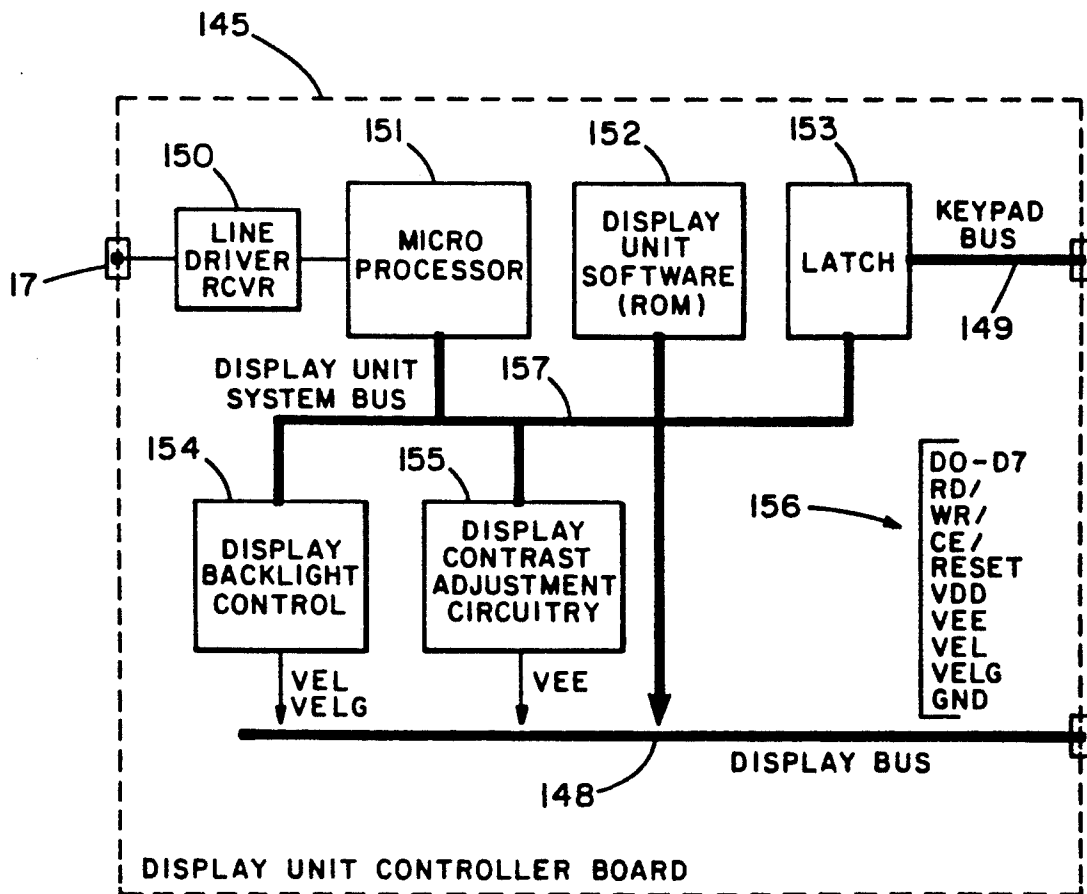 145
150
151
152
153
LINE
DRIVER
RCVR
MICRO
PROCESSOR
DISPLAY
UNIT
SOFTWARE
(ROM)
LATCH
KEYPAD
BUS
17
149
DISPLAY UNIT
SYSTEM BUS
157
154
155
156
DO-D7
RD/
WR/
CE/
RESET
VDD
VEE
VEL
VELG
GND
DISPLAY
BACKLIGHT
CONTROL
DISPLAY
CONTRAST
ADJUSTMENT
CIRCUITRY
VEL
VELG
VEE
DISPLAY BUS
148
DISPLAY UNIT CONTROLLER BOARD